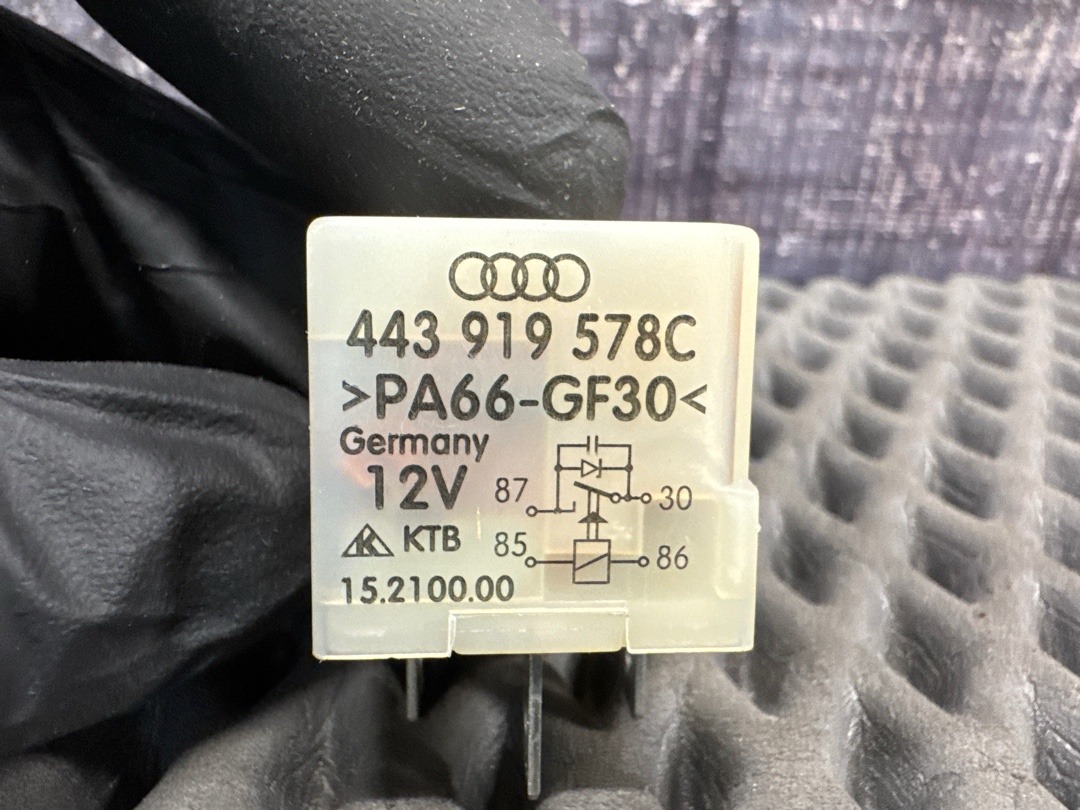 443 919 578C
>PA66-GF30<
Germany
12V
87 30
KTB
85 86
15.2100.00